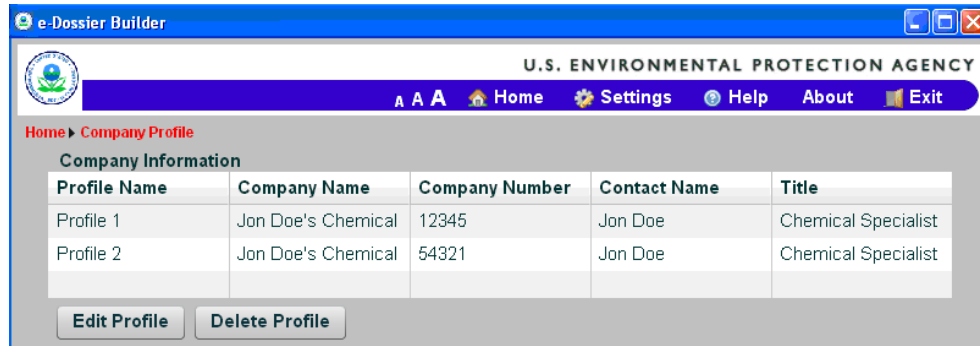 e-Dossier Builder
U.S. ENVIRONMENTAL PROTECTION AGENCY
A A A Home Settings Help About Exit
Home Company Profile
Company Information
Profile Name Company Name Company Number Contact Name Title
Profile 1 Jon Doe's Chemical 12345 Jon Doe Chemical Specialist
Profile 2 Jon Doe's Chemical 54321 Jon Doe Chemical Specialist
Edit Profile Delete Profile